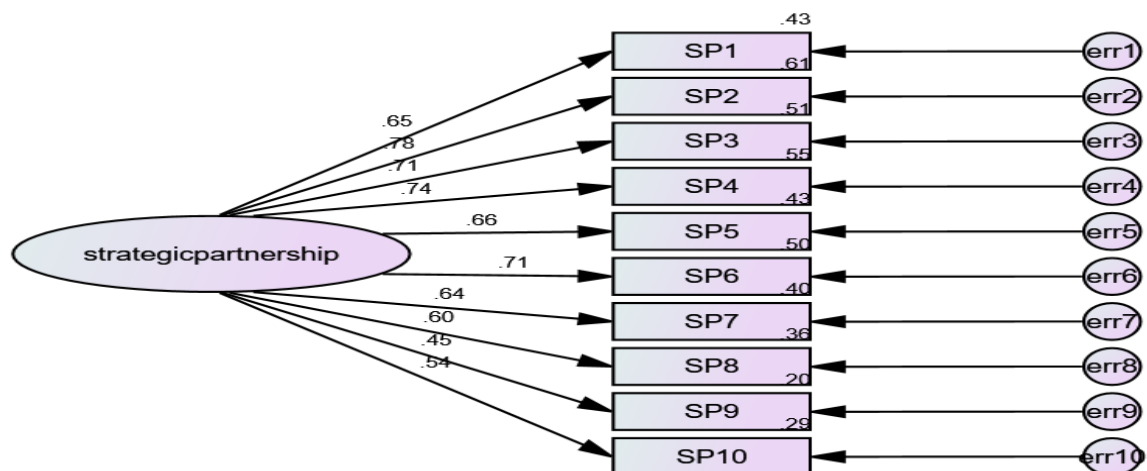 .43
SP1
err1
.61
SP2
err2
.65
.51
SP3
err3
.78
.55
.71
SP4
err4
.74
.43
.66
SP5
err5
strategicpartnership
.50
.71
SP6
err6
.40
.64
SP7
err7
.60
.36
.45
SP8
err8
.54
.20
SP9
err9
.29
SP10
err10